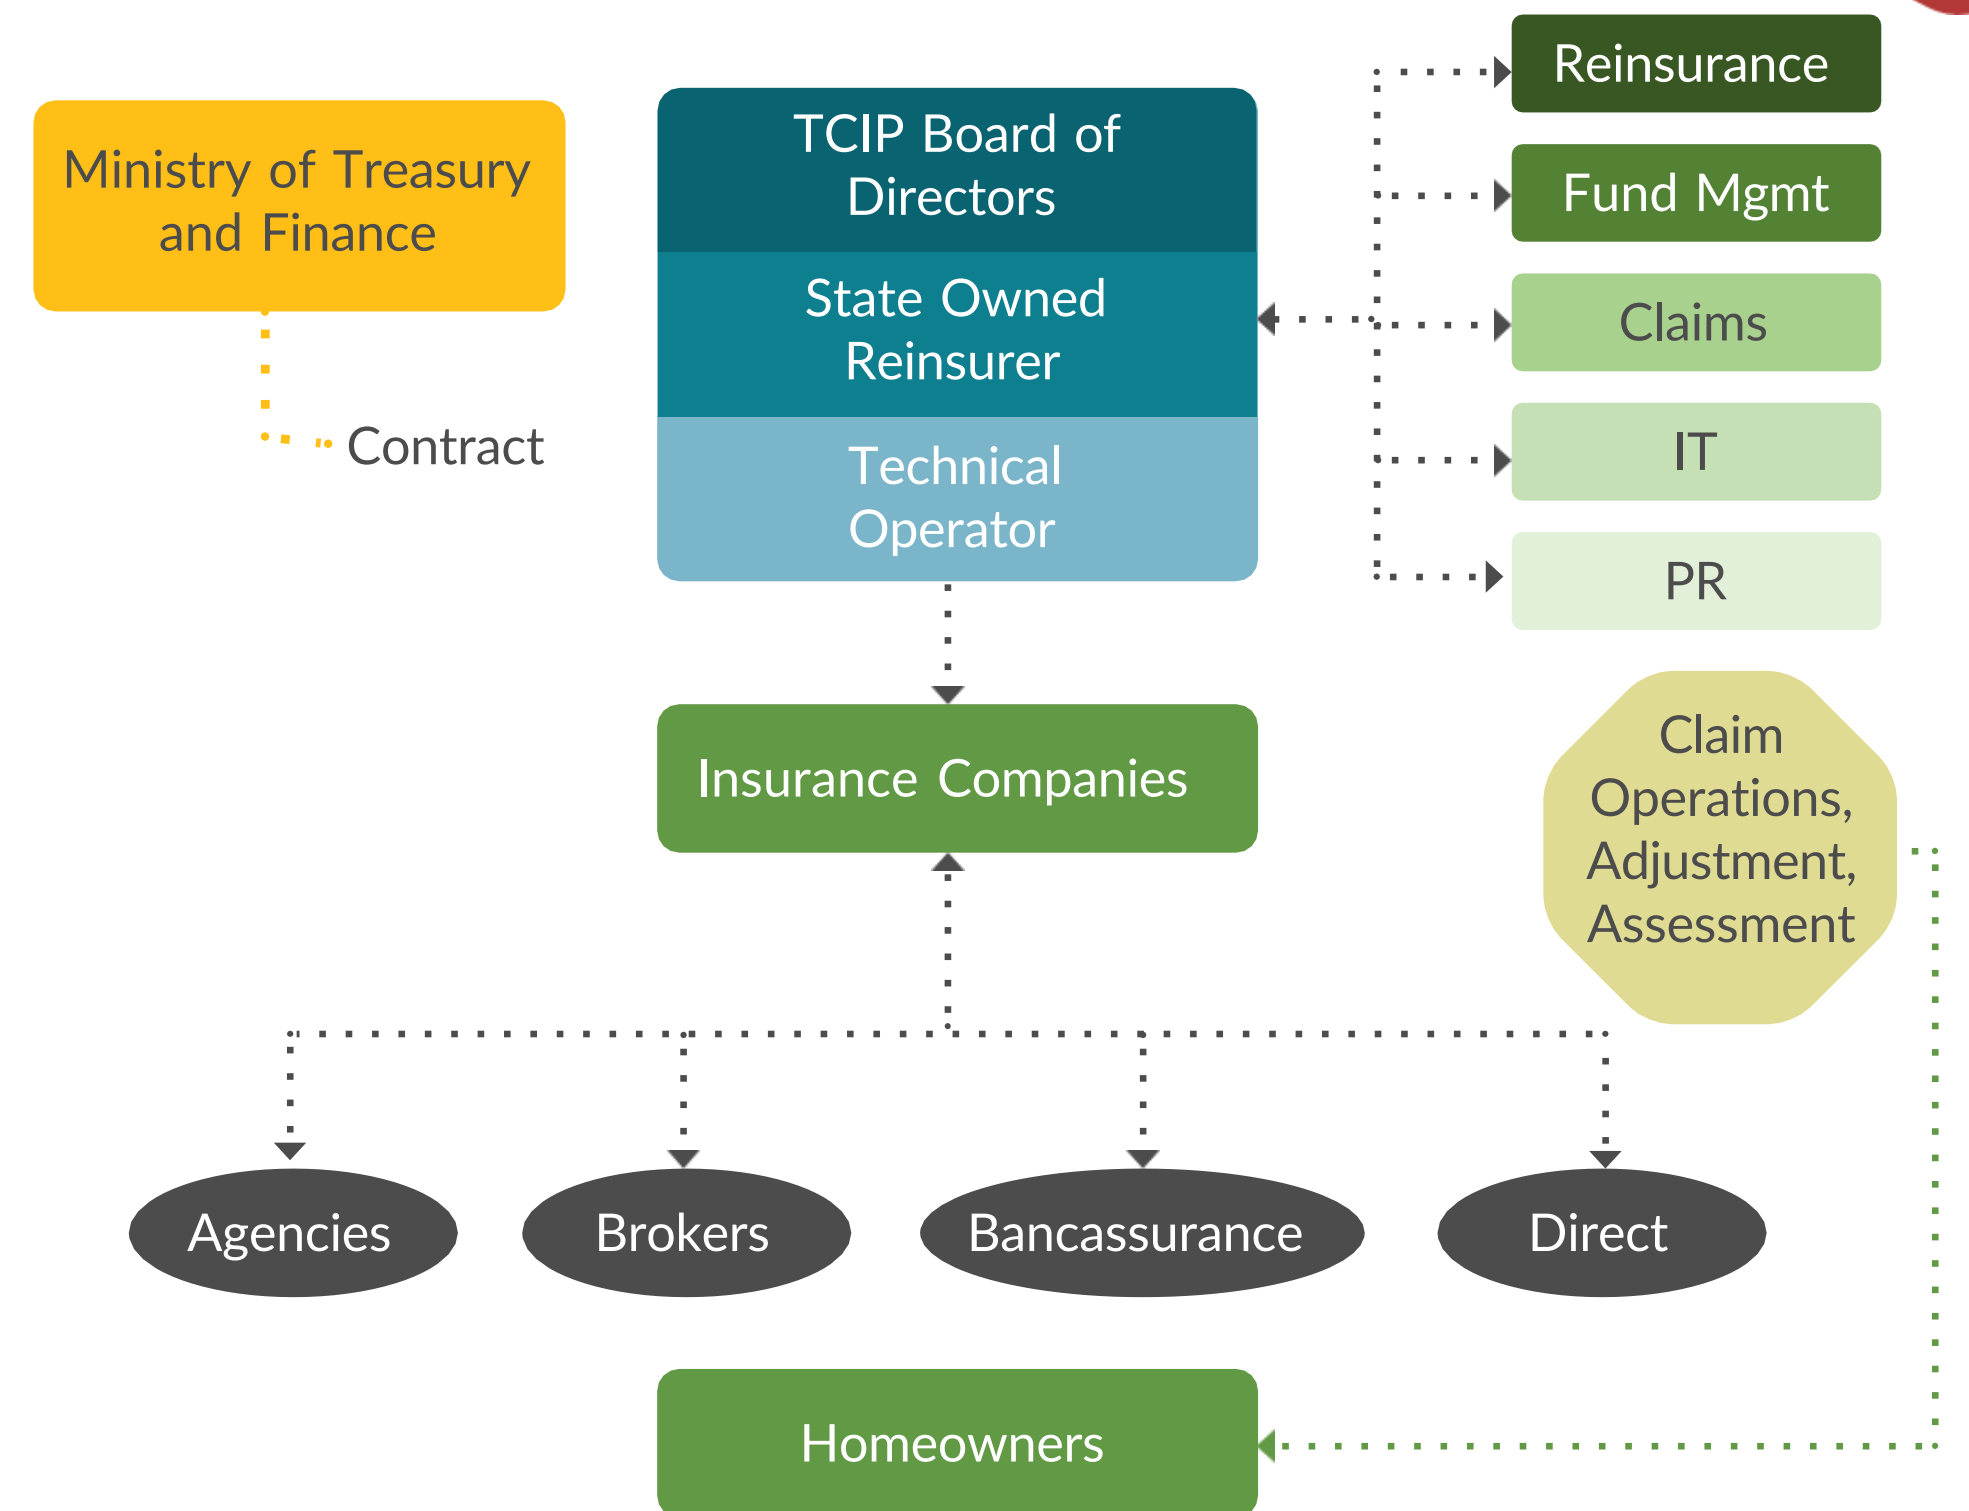 Ministry of Treasury
and Finance
Contract
TCIP Board of
Directors
State Owned
Reinsurer
Technical
Operator
Reinsurance
Fund Mgmt
Claims
IT
PR
Insurance Companies
Claim
Operations,
Adjustment,
Assessment
Agencies
Brokers
Bancassurance
Direct
Homeowners